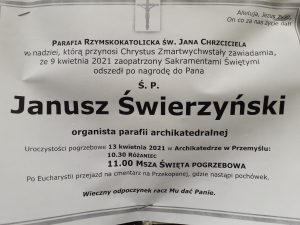 Alleluja, Jezus żyje!
On co za nas życie dał!
PARAFIA RZYMSKOKATOLICKA ŚW. JANA CHRZCICIELA
w nadziei, którą przynosi Chrystus Zmartwychwstały zawiadamia,
że 9 kwietnia 2021 zaopatrzony Sakramentami Świętymi
odszedł po nagrodę do Pana
Ś. P.
Janusz Świerzyński
organista parafii archikatedralnej
Uroczystości pogrzebowe 13 kwietnia 2021 w Archikatedrze w Przemyślu:
10.30 RÓŻANIEC
11.00 MSZA ŚWIĘTA POGRZEBOWA
Po Eucharystii przejazd na cmentarz na Przekopanej, gdzie nastąpi pochówek.
Wieczny odpoczynek racz Mu dać Panie.